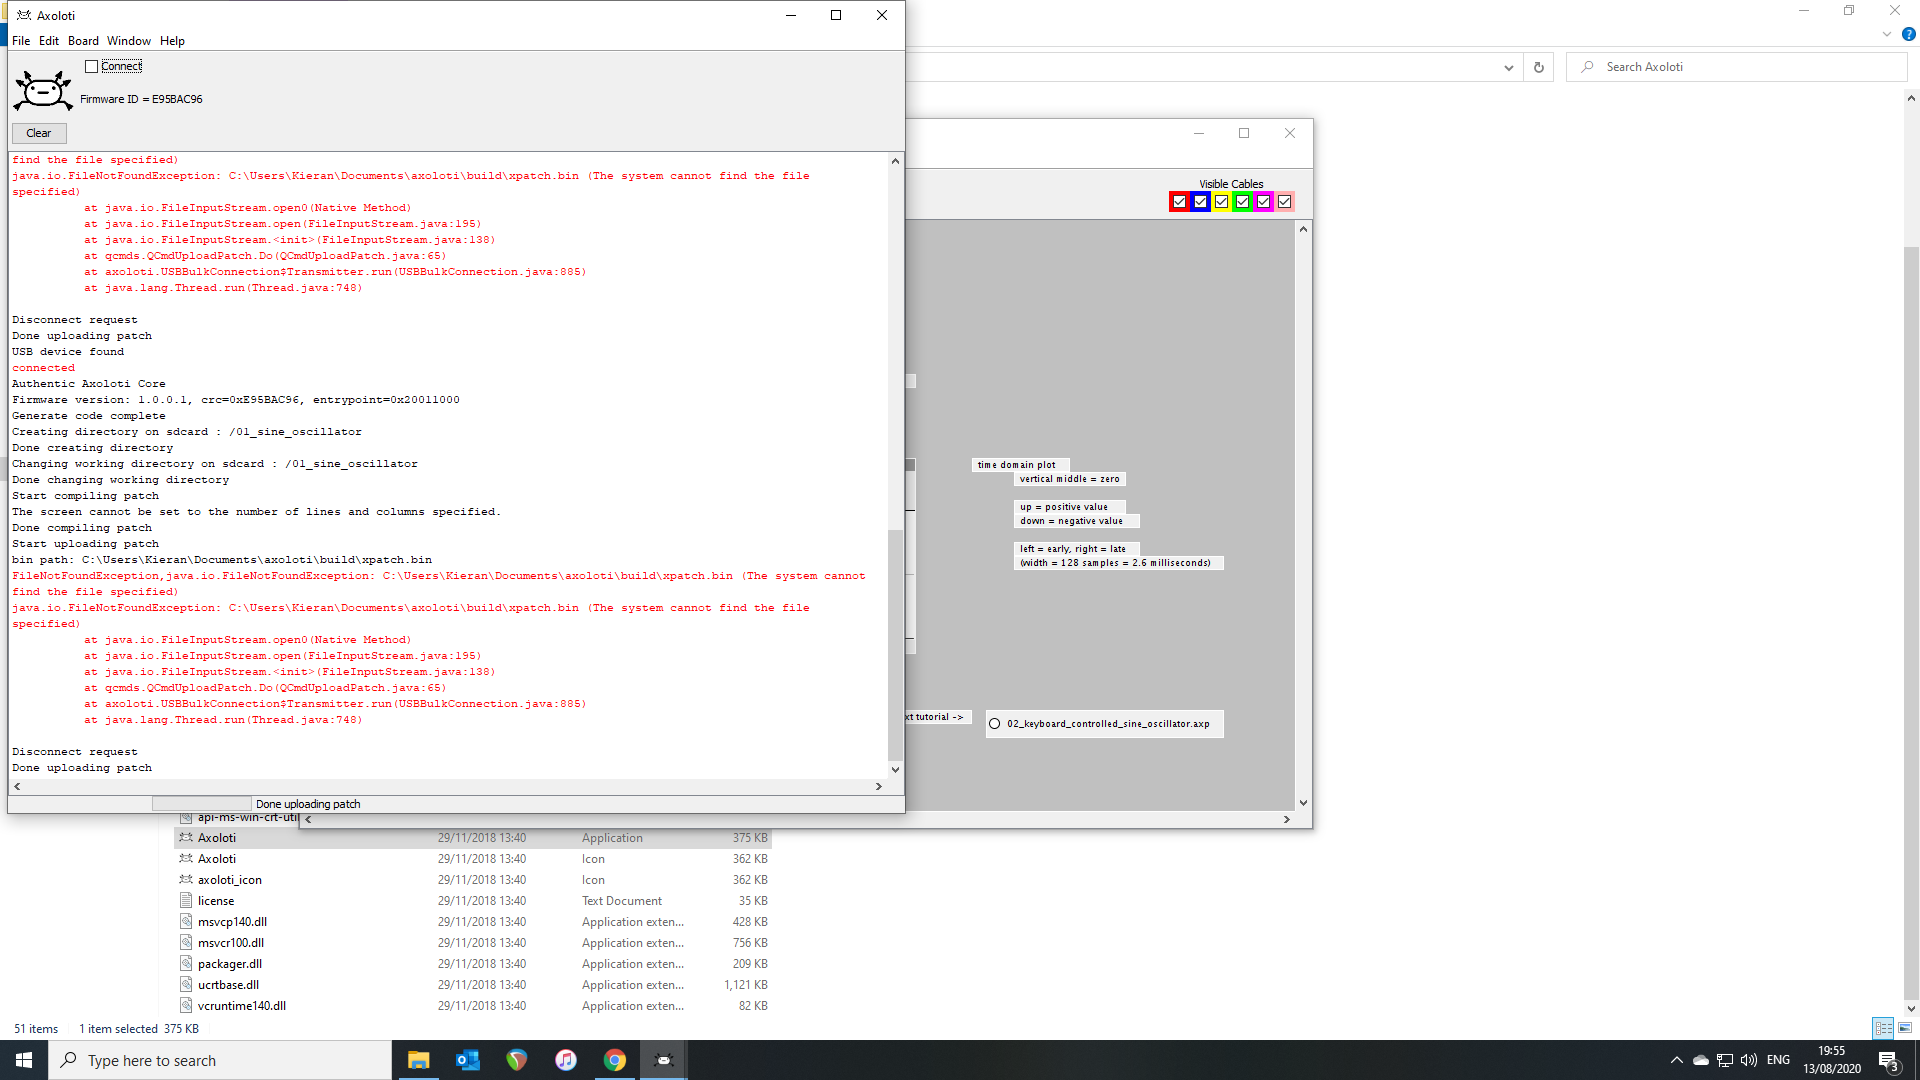 Axoloti
File Edit Board Window Help
Connect
Firmware ID = E95BAC96
Clear
find the file specified)
java.io.FileNotFoundException: C:\Users\Kieran\Documents\axoloti\build\xpatch.bin (The system cannot find the file
specified)
at java.io.FileInputStream.open0(Native Method)
at java.io.FileInputStream.open(FileInputStream.java:195)
at java.io.FileInputStream.<init>(FileInputStream.java:138)
at qcmds.QCmdUploadPatch.Do(QCmdUploadPatch.java:65)
at axoloti.USBBulkConnection$Transmitter.run(USBBulkConnection.java:885)
at java.lang.Thread.run(Thread.java:748)
Disconnect request
Done uploading patch
USB device found
connected
Authentic Axoloti Core
Firmware version: 1.0.0.1, crc=0xE95BAC96, entrypoint=0x20011000
Generate code complete
Creating directory on sdcard : /01_sine_oscillator
Done creating directory
Changing working directory on sdcard : /01_sine_oscillator
Done changing working directory
Start compiling patch
The screen cannot be set to the number of lines and columns specified.
Done compiling patch
Start uploading patch
bin path: C:\Users\Kieran\Documents\axoloti\build\xpatch.bin
FileNotFoundException,java.io.FileNotFoundException: C:\Users\Kieran\Documents\axoloti\build\xpatch.bin (The system cannot
find the file specified)
java.io.FileNotFoundException: C:\Users\Kieran\Documents\axoloti\build\xpatch.bin (The system cannot find the file
specified)
at java.io.FileInputStream.open0(Native Method)
at java.io.FileInputStream.open(FileInputStream.java:195)
at java.io.FileInputStream.<init>(FileInputStream.java:138)
at qcmds.QCmdUploadPatch.Do(QCmdUploadPatch.java:65)
at axoloti.USBBulkConnection$Transmitter.run(USBBulkConnection.java:885)
at java.lang.Thread.run(Thread.java:748)
Disconnect request
Done uploading patch
Done uploading patch
Search Axoloti
Visible Cables
time domain plot
vertical middle = zero
up = positive value
down = negative value
left = early, right = late
(width = 128 samples = 2.6 milliseconds)
xt tutorial ->
02_keyboard_controlled_sine_oscillator.axp
api-ms-win-crt-util
Axoloti 29/11/2018 13:40 Application 375 KB
Axoloti 29/11/2018 13:40 Icon 362 KB
axoloti_icon 29/11/2018 13:40 Icon 362 KB
license 29/11/2018 13:40 Text Document 35 KB
msvcp140.dll 29/11/2018 13:40 Application exten... 428 KB
msvcr100.dll 29/11/2018 13:40 Application exten... 756 KB
packager.dll 29/11/2018 13:40 Application exten... 209 KB
ucrtbase.dll 29/11/2018 13:40 Application exten... 1,121 KB
vcruntime140.dll 29/11/2018 13:40 Application exten... 82 KB
51 items 1 item selected 375 KB
Type here to search
ENG
19:55
13/08/2020
3